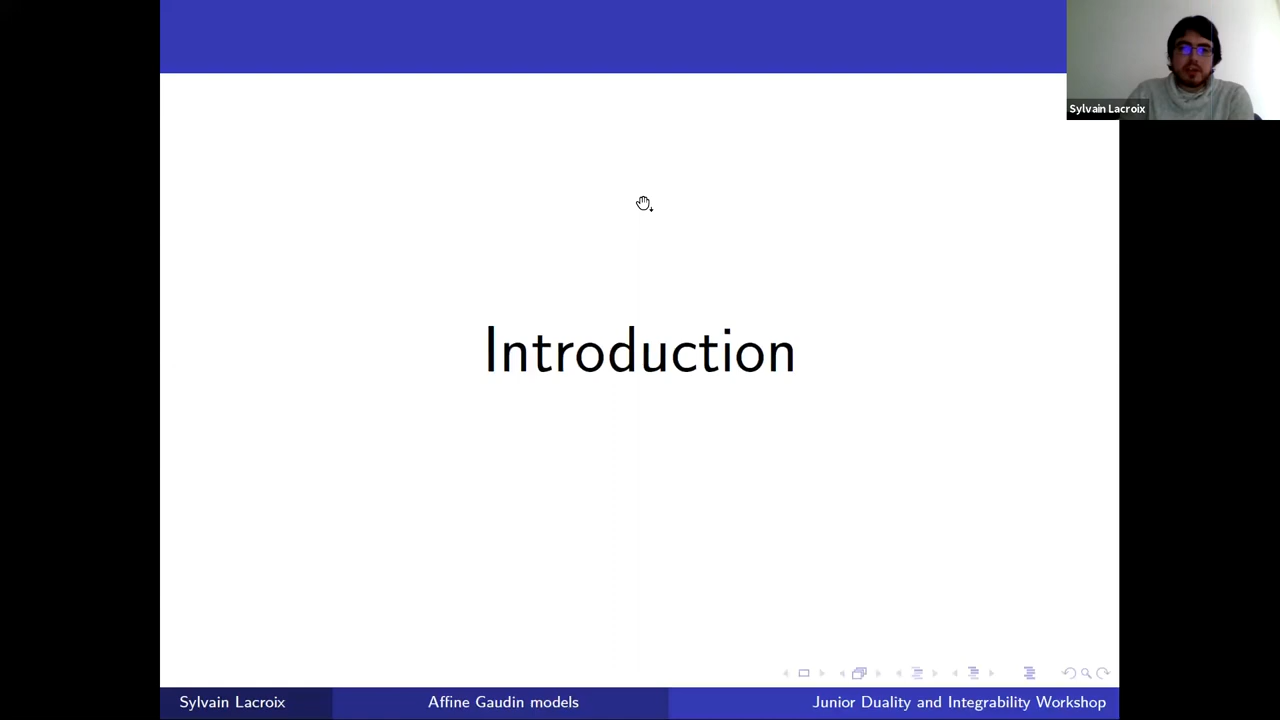 Sylvain Lacroix
Introduction
Sylvain Lacroix
Affine Gaudin models
Junior Duality and Integrability Workshop